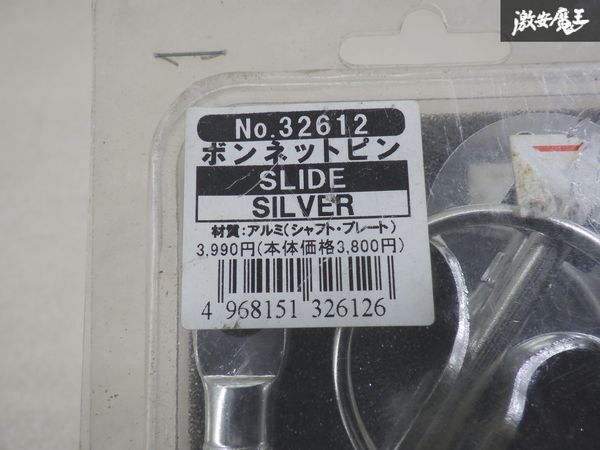 激安魔王
No.32612
ボンネットピン
SLIDE
SILVER
材質:アルミ(シャフト・プレート)
3,990円(本体価格3,800円)
4 968151 326126